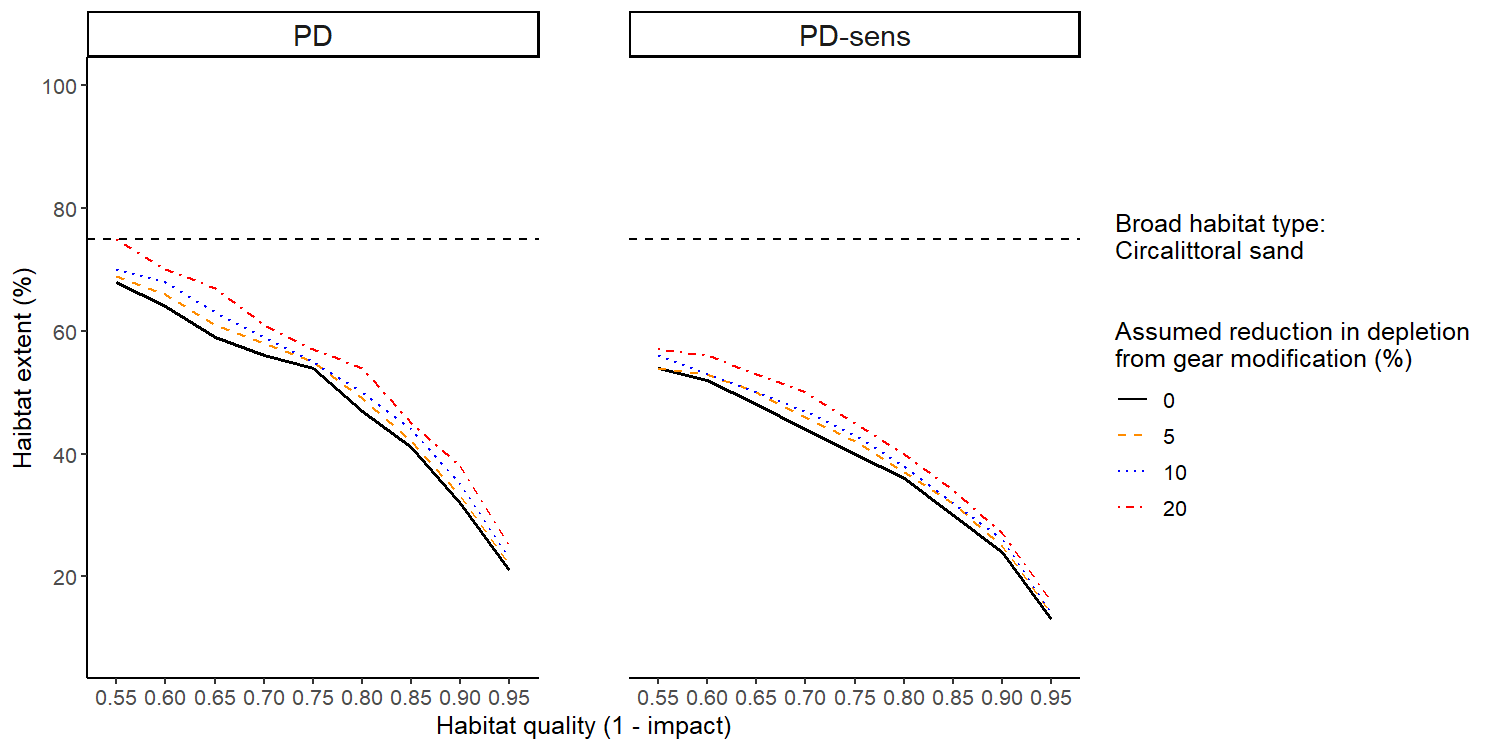 PD
PD-sens
100
80
60
40
20
Haibtat extent (%)
0.55 0.60 0.65 0.70 0.75 0.80 0.85 0.90 0.95
0.55 0.60 0.65 0.70 0.75 0.80 0.85 0.90 0.95
Habitat quality (1 - impact)
Broad habitat type:
Circalittoral sand
Assumed reduction in depletion
from gear modification (%)
0
5
10
20